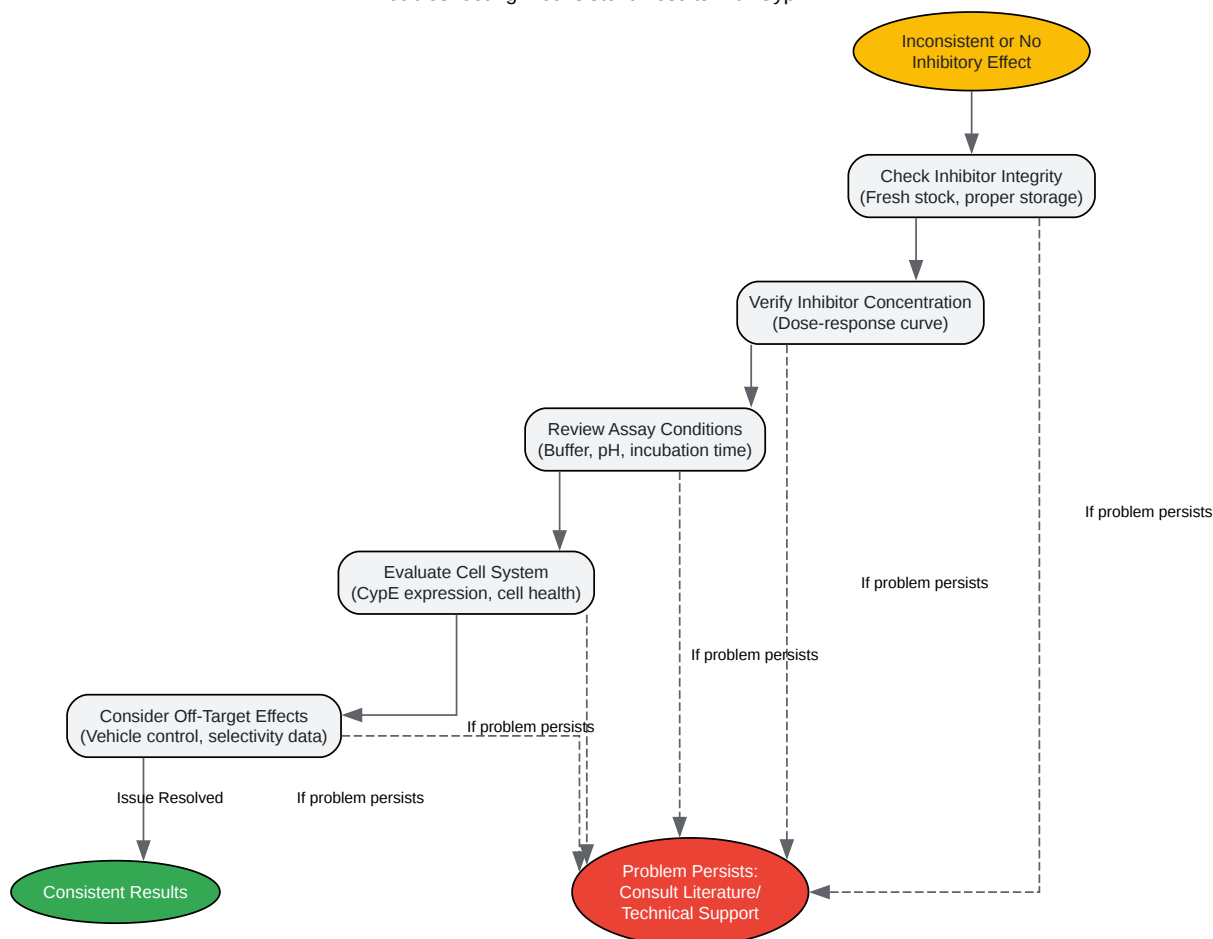 Inconsistent or No
Inhibitory Effect
Check Inhibitor Integrity
(Fresh stock, proper storage)
Verify Inhibitor Concentration
(Dose-response curve)
Review Assay Conditions
(Buffer, pH, incubation time)
If problem persists
Evaluate Cell System
(CypE expression, cell health)
If problem persists
If problem persists
Consider Off-Target Effects
(Vehicle control, selectivity data)
If problem persists
Issue Resolved
If problem persists
Consistent Results
Problem Persists:
Consult Literature/
Technical Support